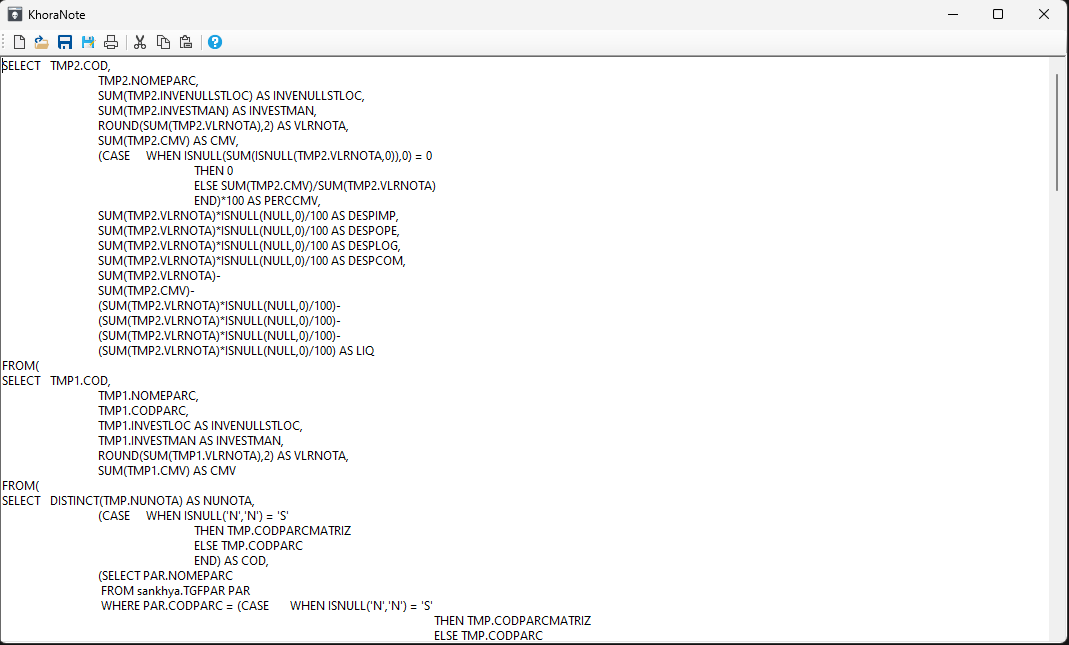 KhoraNote
SELECT TMP2.COD,
TMP2.NOMEPARC,
SUM(TMP2.INVENULLSTLOC) AS INVENULLSTLOC,
SUM(TMP2.INVESTMAN) AS INVESTMAN,
ROUND(SUM(TMP2.VLRNOTA),2) AS VLRNOTA,
SUM(TMP2.CMV) AS CMV,
(CASE WHEN ISNULL(SUM(ISNULL(TMP2.VLRNOTA,0)),0) = 0
THEN 0
ELSE SUM(TMP2.CMV)/SUM(TMP2.VLRNOTA)
END)*100 AS PERCCMV,
SUM(TMP2.VLRNOTA)*ISNULL(NULL,0)/100 AS DESPIMP,
SUM(TMP2.VLRNOTA)*ISNULL(NULL,0)/100 AS DESPOPE,
SUM(TMP2.VLRNOTA)*ISNULL(NULL,0)/100 AS DESPLOG,
SUM(TMP2.VLRNOTA)*ISNULL(NULL,0)/100 AS DESPCOM,
SUM(TMP2.VLRNOTA)-
SUM(TMP2.CMV)-
(SUM(TMP2.VLRNOTA)*ISNULL(NULL,0)/100)-
(SUM(TMP2.VLRNOTA)*ISNULL(NULL,0)/100)-
(SUM(TMP2.VLRNOTA)*ISNULL(NULL,0)/100)-
(SUM(TMP2.VLRNOTA)*ISNULL(NULL,0)/100) AS LIQ
FROM(
SELECT TMP1.COD,
TMP1.NOMEPARC,
TMP1.CODPARC,
TMP1.INVESTLOC AS INVENULLSTLOC,
TMP1.INVESTMAN AS INVESTMAN,
ROUND(SUM(TMP1.VLRNOTA),2) AS VLRNOTA,
SUM(TMP1.CMV) AS CMV
FROM(
SELECT DISTINCT(TMP.NUNOTA) AS NUNOTA,
(CASE WHEN ISNULL('N','N') = 'S'
THEN TMP.CODPARCMATRIZ
ELSE TMP.CODPARC
END) AS COD,
(SELECT PAR.NOMEPARC
FROM sankhya.TGFPAR PAR
WHERE PAR.CODPARC = (CASE WHEN ISNULL('N','N') = 'S'
THEN TMP.CODPARCMATRIZ
ELSE TMP.CODPARC